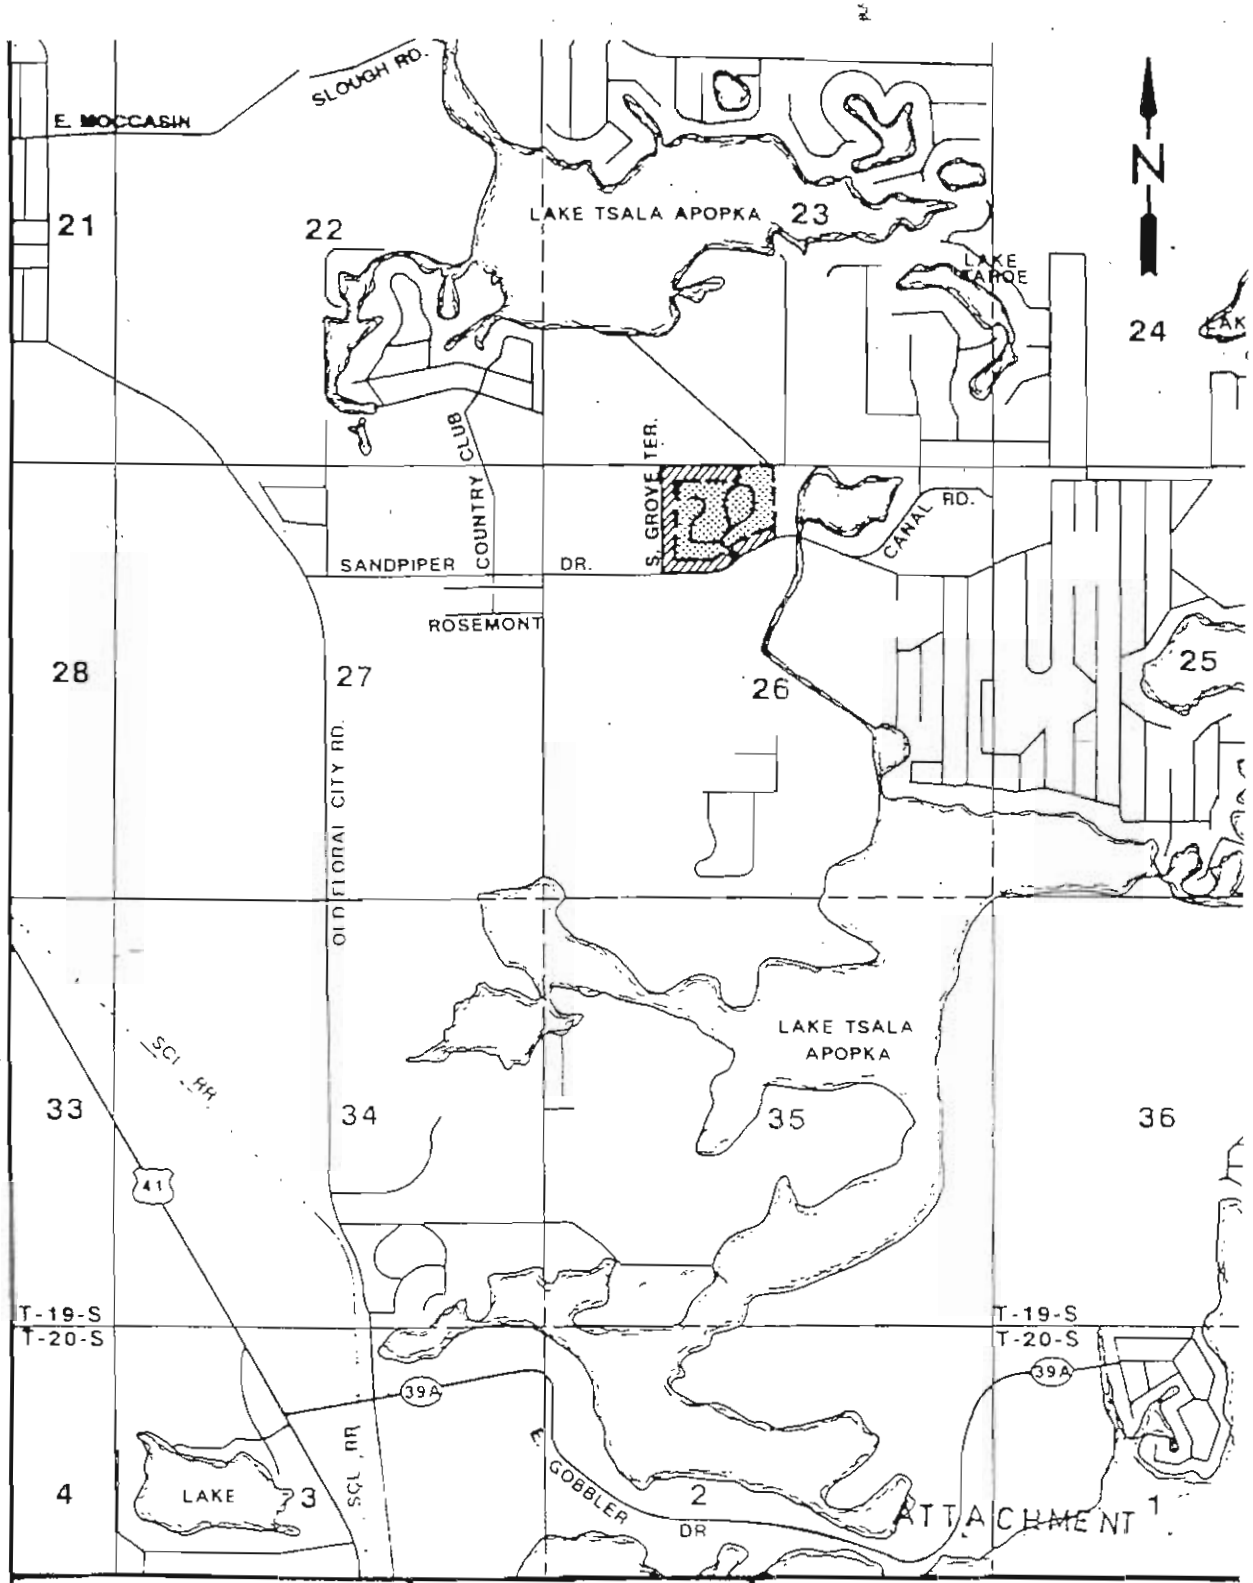 SLOUGH RD.
E. MOCCASIN
N
21
22
LAKE TSALA APOPKA
23
LAKE
TAHOE
24
LAK
S. GROVE TER.
COUNTRY CLUB
CANAL RD.
SANDPIPER
DR.
ROSEMONT
28
27
26
25
OLD FLORAL CITY RD.
LAKE TSALA
APOPKA
SCL RR
33
34
35
36
41
T-19-S
T-20-S
T-19-S
T-20-S
39A
39A
SCL RR
E. GOBBLER
DR
4
LAKE
3
2
ATTACHMENT 1